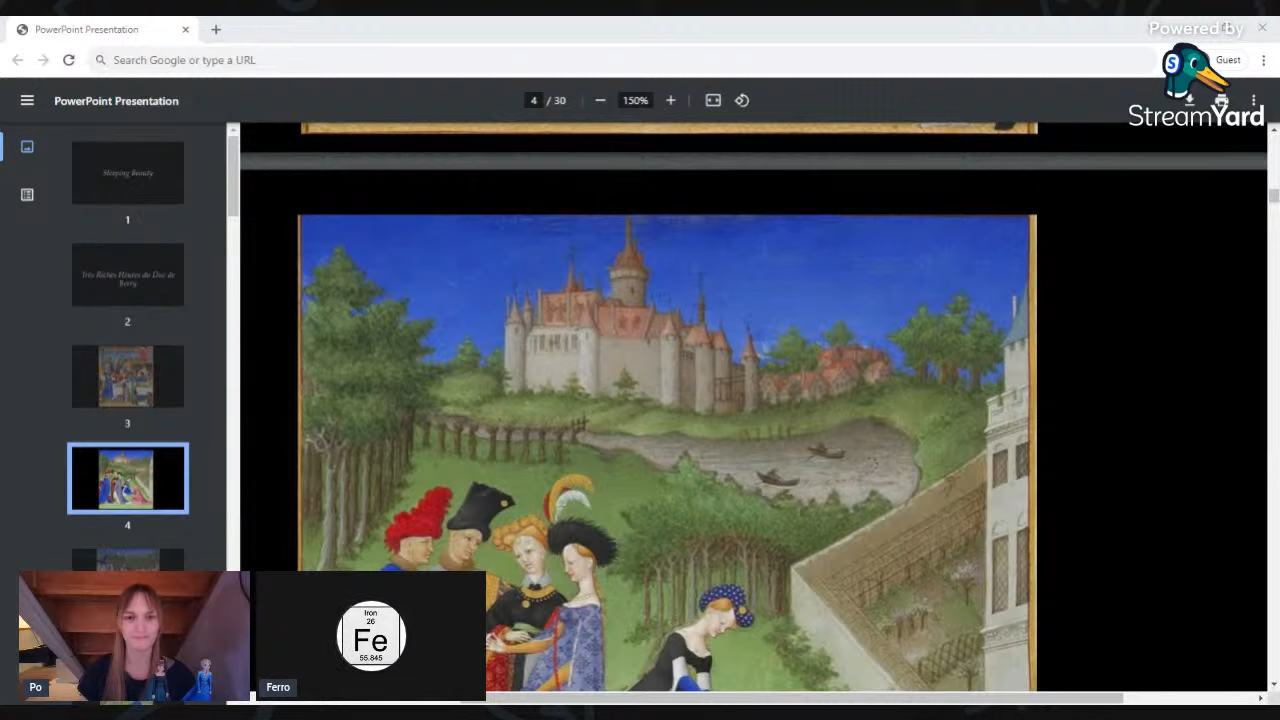 PowerPoint Presentation
Powered by
Search Google or type a URL
Guest
PowerPoint Presentation
4 / 30
150%
StreamYard
S
Sleeping Beauty
1
Très Riches Heures du Duc de
Berry
2
3
4
Iron
26
Fe
55.845
Po
Ferro